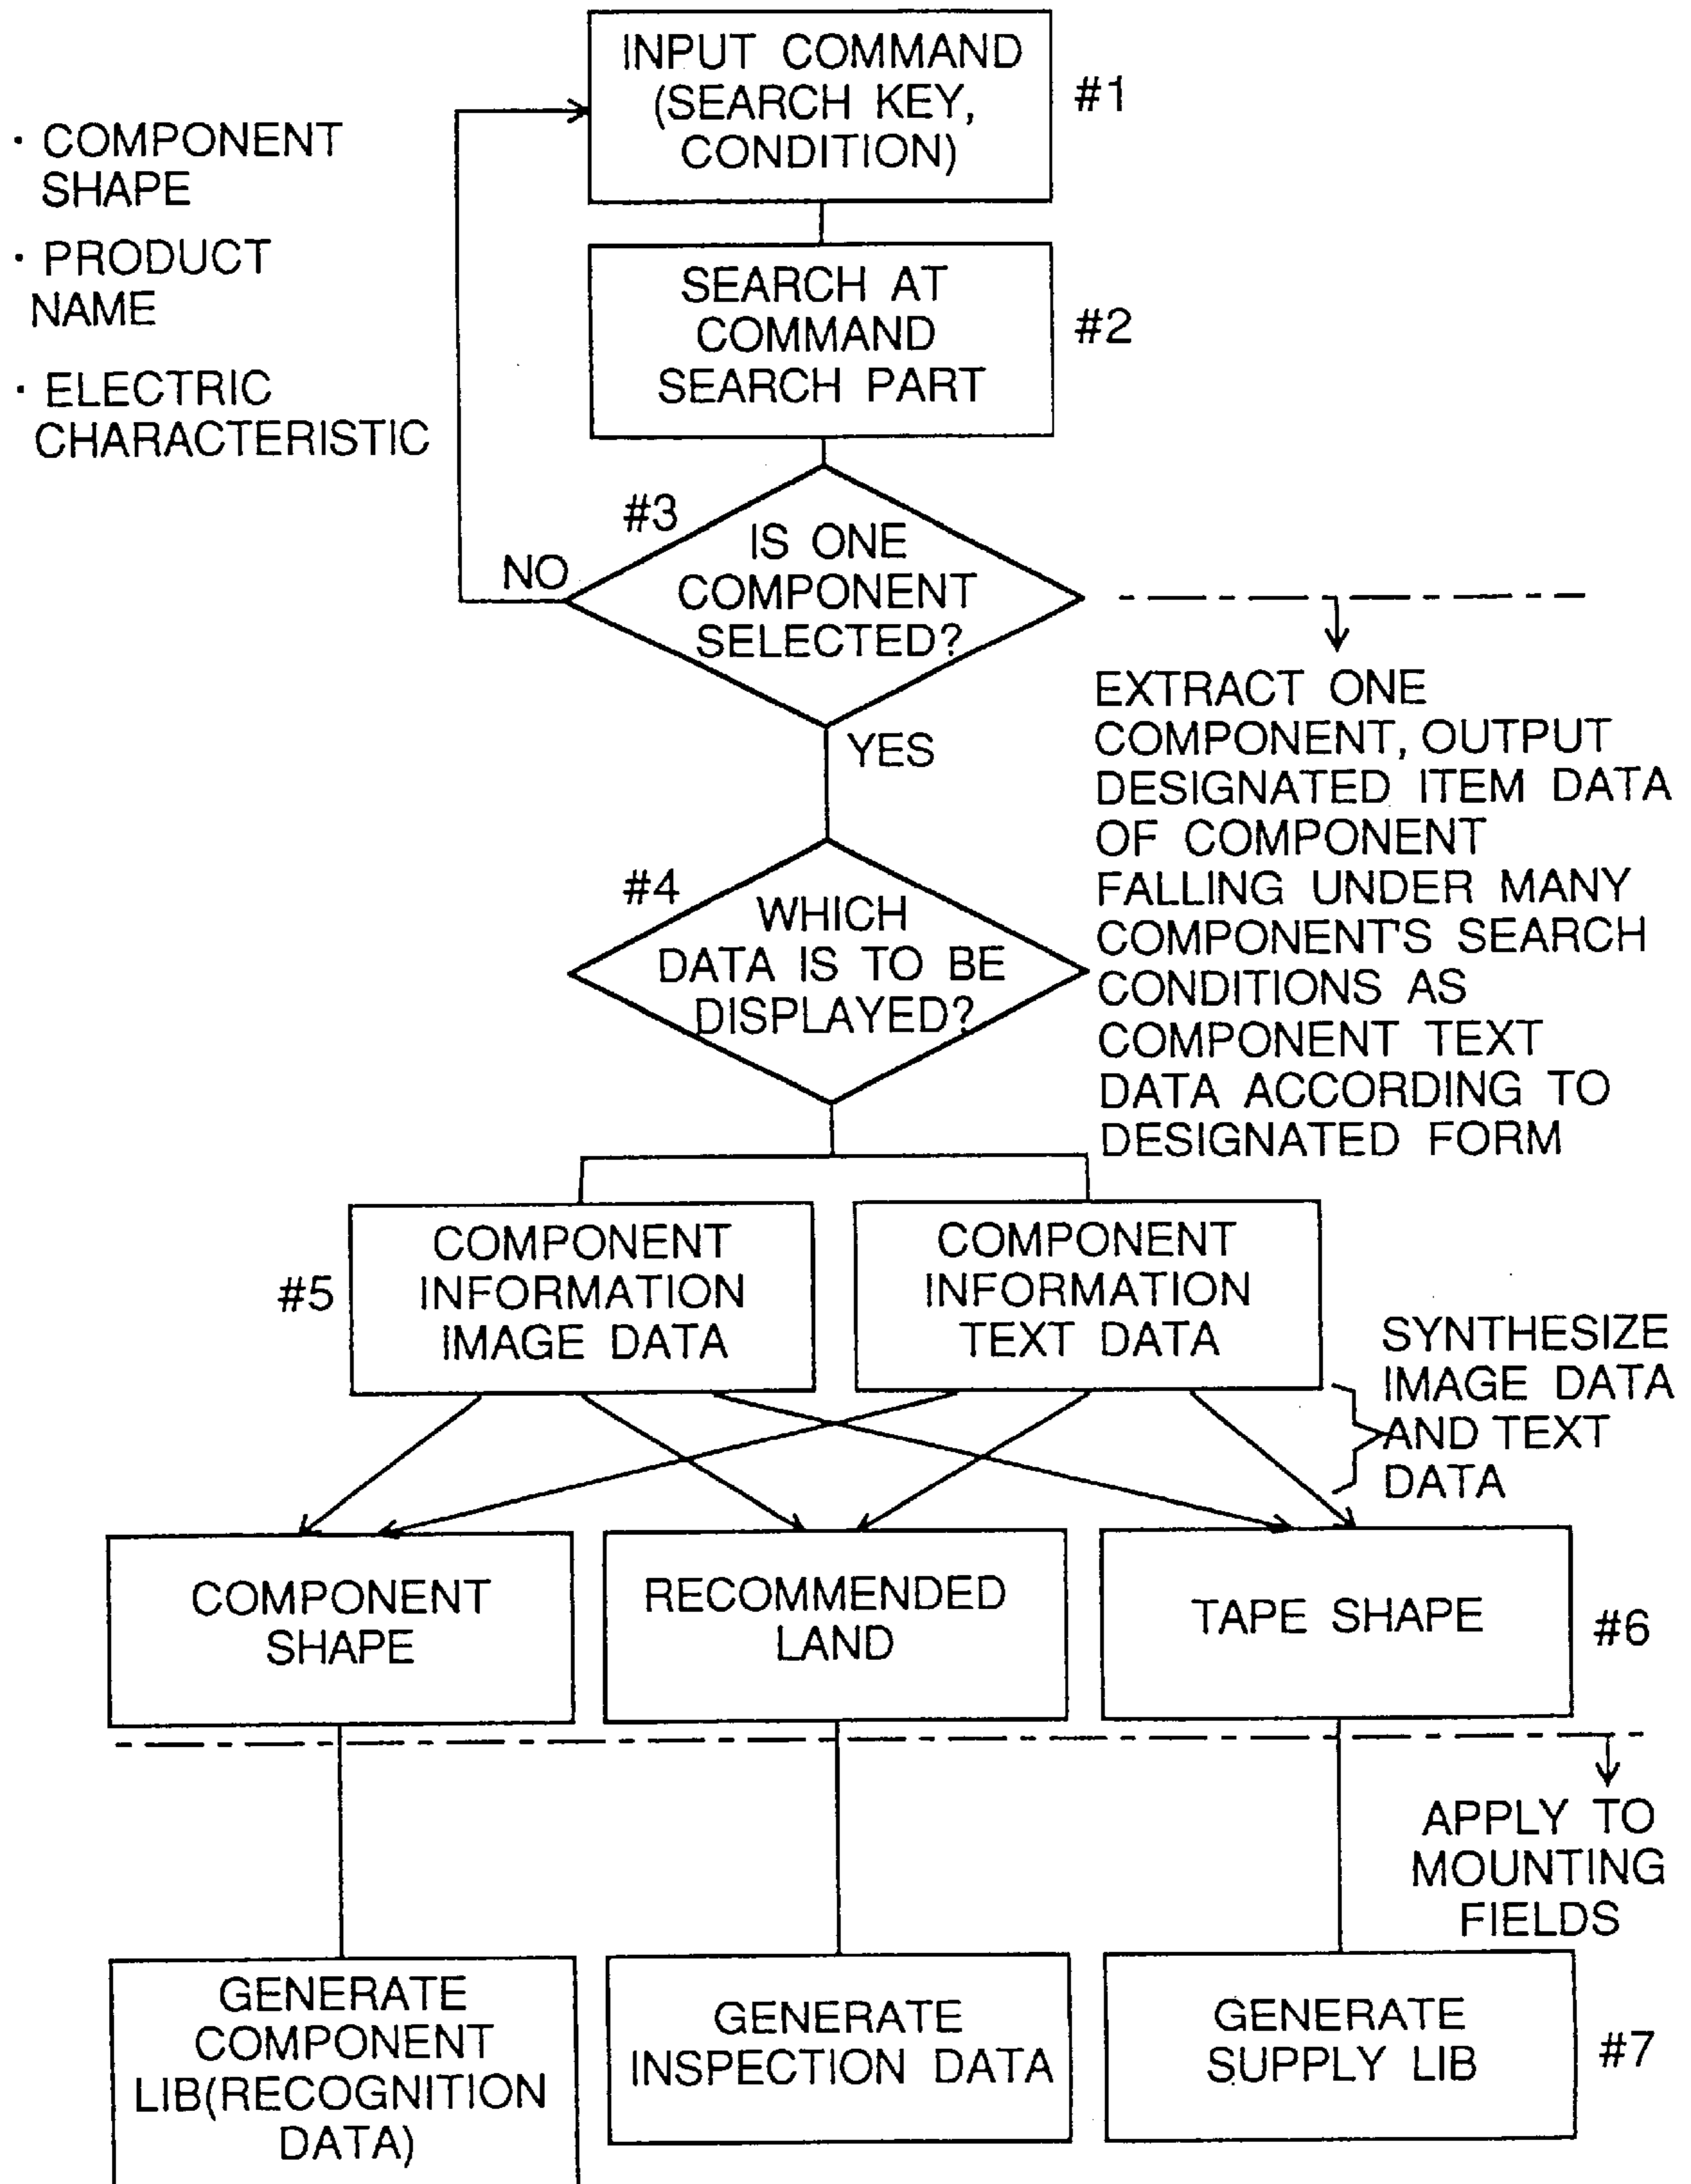 INPUT COMMAND
(SEARCH KEY,
CONDITION)
#1
· COMPONENT
SHAPE
· PRODUCT
NAME
· ELECTRIC
CHARACTERISTIC
SEARCH AT
COMMAND
SEARCH PART
#2
#3
IS ONE
COMPONENT
SELECTED?
NO
YES
EXTRACT ONE
COMPONENT, OUTPUT
DESIGNATED ITEM DATA
OF COMPONENT
FALLING UNDER MANY
COMPONENT'S SEARCH
CONDITIONS AS
COMPONENT TEXT
DATA ACCORDING TO
DESIGNATED FORM
#4
WHICH
DATA IS TO BE
DISPLAYED?
#5
COMPONENT
INFORMATION
IMAGE DATA
COMPONENT
INFORMATION
TEXT DATA
SYNTHESIZE
IMAGE DATA
AND TEXT
DATA
COMPONENT
SHAPE
RECOMMENDED
LAND
TAPE SHAPE
#6
APPLY TO
MOUNTING
FIELDS
GENERATE
COMPONENT
LIB(RECOGNITION
DATA)
GENERATE
INSPECTION DATA
GENERATE
SUPPLY LIB
#7